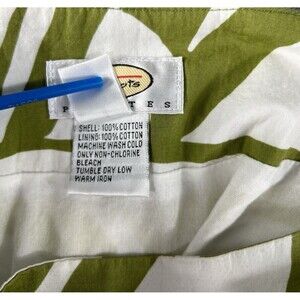 SHELL: 100% COTTON
LINING: 100% COTTON
MACHINE WASH COLD
ONLY NON-CHLORINE
BLEACH
TUMBLE DRY LOW
WARM IRON